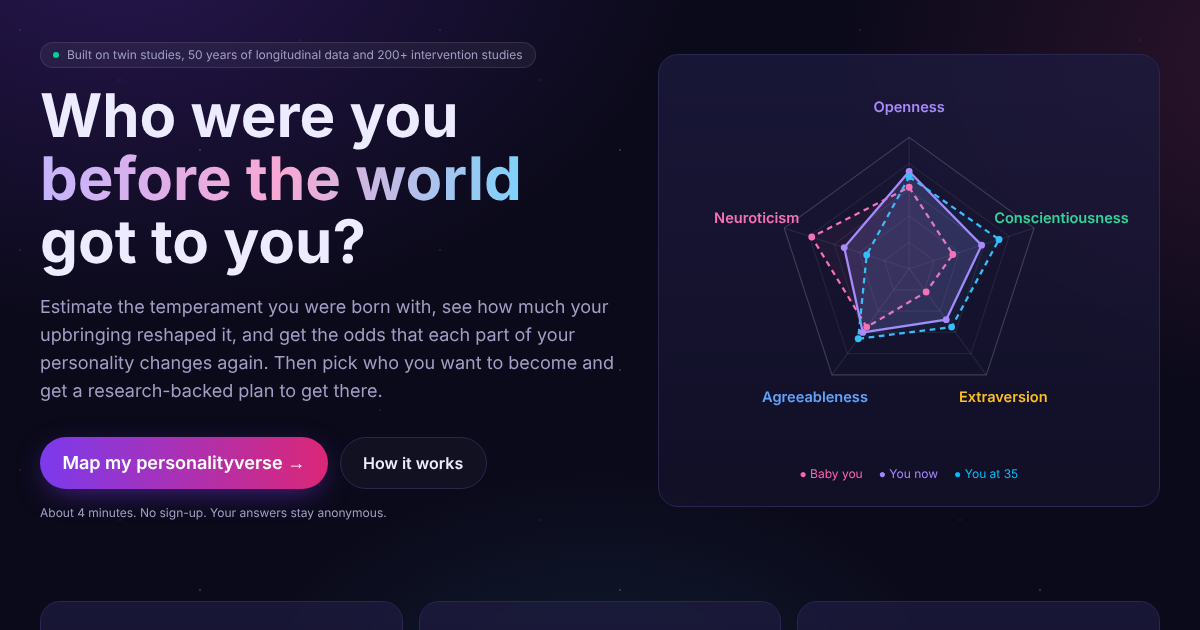 Built on twin studies, 50 years of longitudinal data and 200+ intervention studies
Who were you
before the world
got to you?
Estimate the temperament you were born with, see how much your
upbringing reshaped it, and get the odds that each part of your
personality changes again. Then pick who you want to become and
get a research-backed plan to get there.
Map my personalityverse →
How it works
About 4 minutes. No sign-up. Your answers stay anonymous.
Openness
Neuroticism
Conscientiousness
Agreeableness
Extraversion
Baby you
You now
You at 35